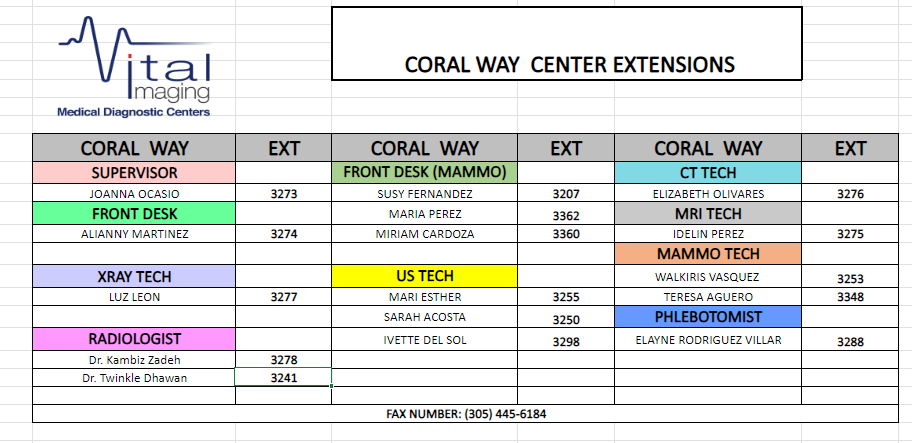 Vital
Imaging
Medical Diagnostic Centers
CORAL WAY CENTER EXTENSIONS
CORAL WAY EXT CORAL WAY EXT CORAL WAY EXT
SUPERVISOR FRONT DESK (MAMMO) CT TECH
JOANNA OCASIO 3273 SUSY FERNANDEZ 3207 ELIZABETH OLIVARES 3276
FRONT DESK MARIA PEREZ 3362 MRI TECH
ALIANNY MARTINEZ 3274 MIRIAM CARDOZA 3360 IDELIN PEREZ 3275
MAMMO TECH
XRAY TECH US TECH WALKIRIS VASQUEZ 3253
LUZ LEON 3277 MARI ESTHER 3255 TERESA AGUERO 3348
SARAH ACOSTA 3250 PHLEBOTOMIST
RADIOLOGIST IVETTE DEL SOL 3298 ELAYNE RODRIGUEZ VILLAR 3288
Dr. Kambiz Zadeh 3278
Dr. Twinkle Dhawan 3241
FAX NUMBER: (305) 445-6184